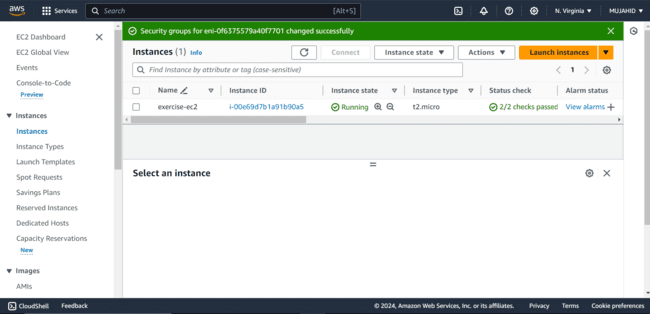 aws
Services
Search
[Alt+S]
N. Virginia
MUJAHID
EC2 Dashboard
EC2 Global View
Events
Console-to-Code
Preview
Instances
Instances
Instance Types
Launch Templates
Spot Requests
Savings Plans
Reserved Instances
Dedicated Hosts
Capacity Reservations
New
Images
AMIs
Security groups for eni-0f6375579a40f7701 changed successfully
Instances (1) Info
Connect
Instance state
Actions
Launch instances
Find Instance by attribute or tag (case-sensitive)
1
Name Instance ID Instance state Instance type Status check Alarm status
exercise-ec2 i-00e69d7b1a91b90a5 Running t2.micro 2/2 checks passed View alarms
Select an instance
CloudShell Feedback © 2024, Amazon Web Services, Inc. or its affiliates. Privacy Terms Cookie preferences